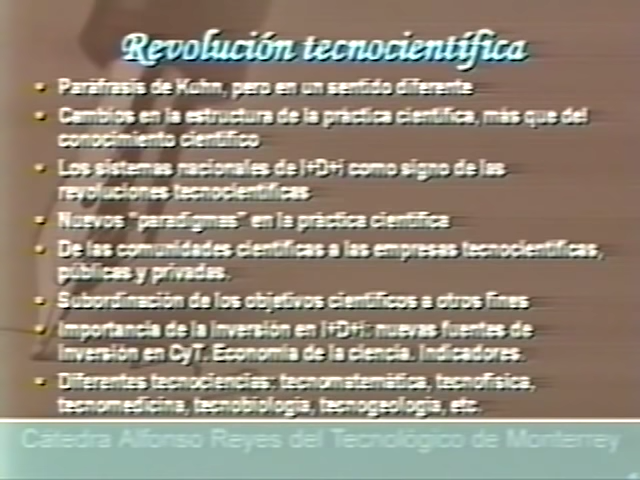 Revolución tecnocientífica
• Paráfrasis de Kuhn, pero en un sentido diferente
• Cambios en la estructura de la práctica científica, más que del
conocimiento científico
• Los sistemas nacionales de I+D+i como signo de las
revoluciones tecnocientíficas
• Nuevos "paradigmas" en la práctica científica
• De las comunidades científicas a las empresas tecnocientíficas,
públicas y privadas.
• Subordinación de los objetivos científicos a otros fines
• Importancia de la inversión en I+D+i: nuevas fuentes de
inversión en CyT. Economía de la ciencia. Indicadores.
• Diferentes tecnociencias: tecnomatemática, tecnofísica,
tecnomedicina, tecnobiología, tecnogeología, etc.
Cátedra Alfonso Reyes del Tecnológico de Monterrey